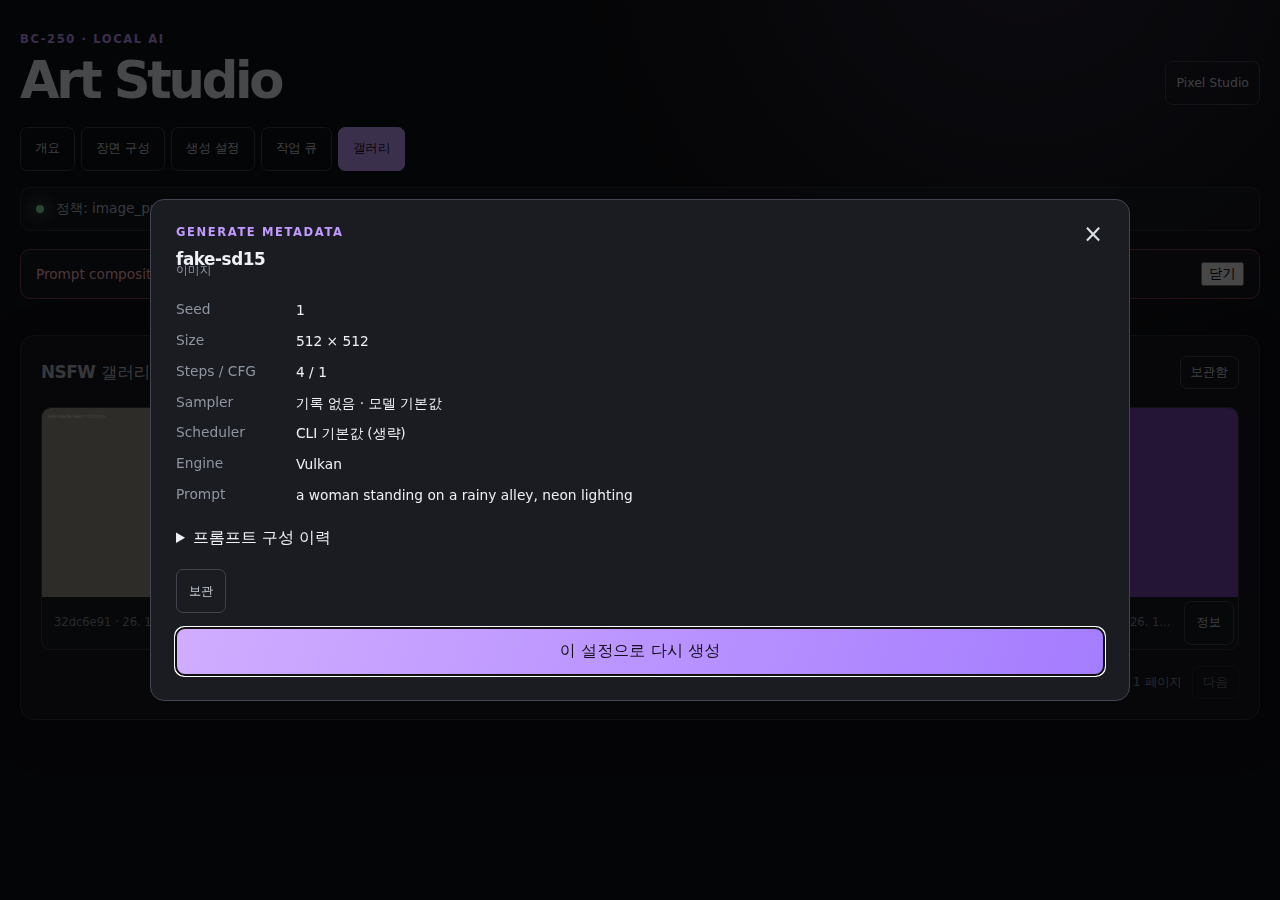 BC-250 · LOCAL AI
Art Studio
Pixel Studio
개요
장면 구성
생성 설정
작업 큐
갤러리
정책: image_pr
Prompt composit
닫기
GENERATE METADATA
×
fake-sd15
이미지
Seed 1
Size 512 × 512
Steps / CFG 4 / 1
Sampler 기록 없음 · 모델 기본값
Scheduler CLI 기본값 (생략)
Engine Vulkan
Prompt a woman standing on a rainy alley, neon lighting
▶ 프롬프트 구성 이력
보관
이 설정으로 다시 생성
NSFW 갤러리
보관함
32dc6e91 · 26. 1
26. 1...
정보
1 페이지
다음